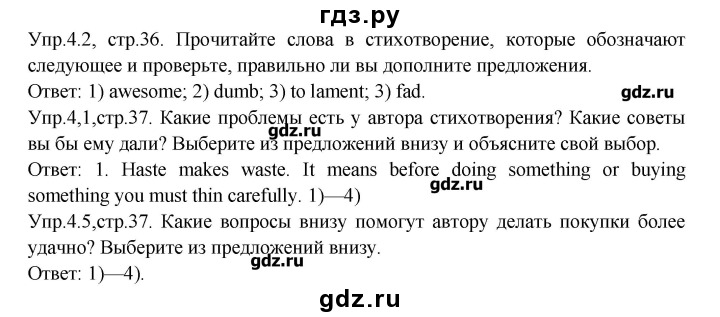 гдз.ру
Упр.4.2, стр.36. Прочитайте слова в стихотворение, которые обозначают
следующее и проверьте, правильно ли вы дополните предложения.
Ответ: 1) awesome; 2) dumb; 3) to lament; 3) fad.
gdz.ru
Упр.4,1,стр.37. Какие проблемы есть у автора стихотворения? Какие советы
вы бы ему дали? Выберите из предложений внизу и объясните свой выбор.
Ответ: 1. Haste makes waste. It means before doing something or buying
something you must thin carefully. 1)—4)
gdz.ru
Упр.4.5,стр.37. Какие вопросы внизу помогут автору делать покупки более
удачно? Выберите из предложений внизу.
gdz.ru
Ответ: 1)—4).
gdz.ru